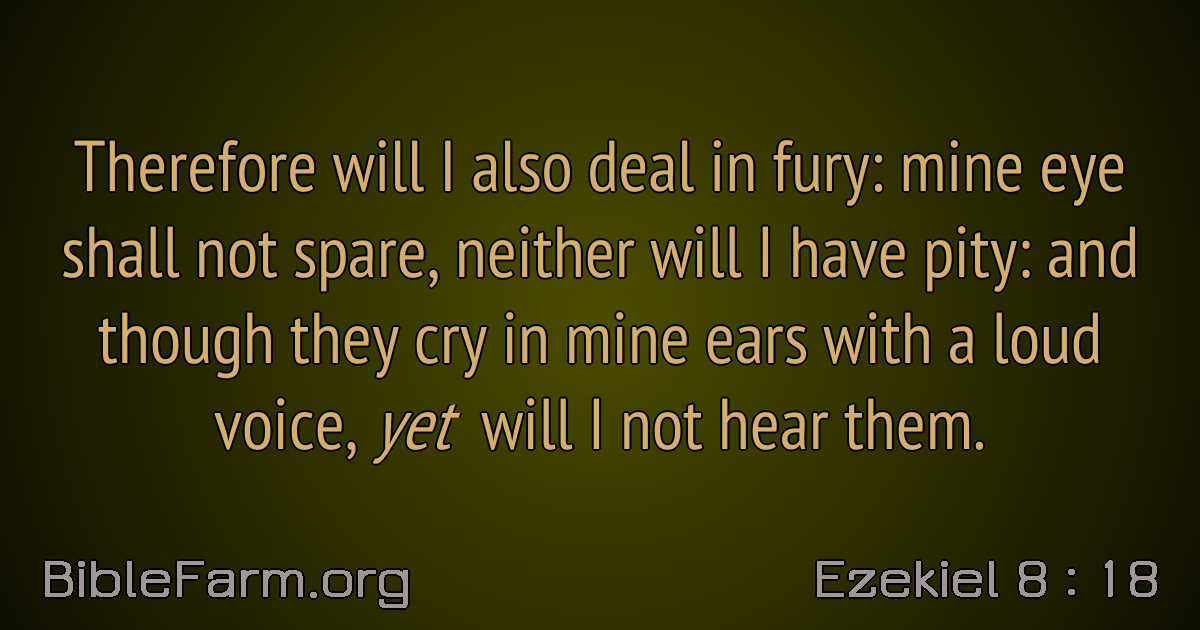 Therefore will I also deal in fury: mine eye
shall not spare, neither will I have pity: and
though they cry in mine ears with a loud
voice, yet will I not hear them.
BibleFarm.org
Ezekiel 8 : 18